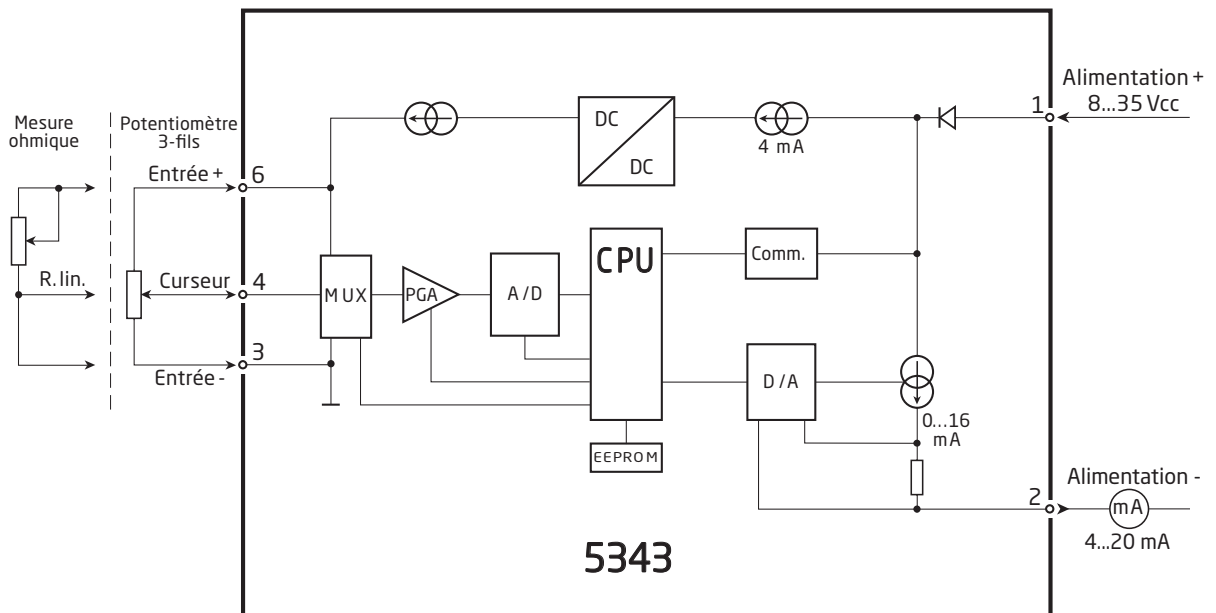 Alimentation +
8...35 Vcc
1
DC
DC
4 mA
Mesure
ohmique
Potentiomètre
3-fils
Entrée +
6
CPU
Comm.
R.lin.
Curseur
4
MUX
PGA
A/D
3
Entrée -
D/A
0...16
mA
EEPROM
Alimentation -
2
mA
4...20 mA
5343